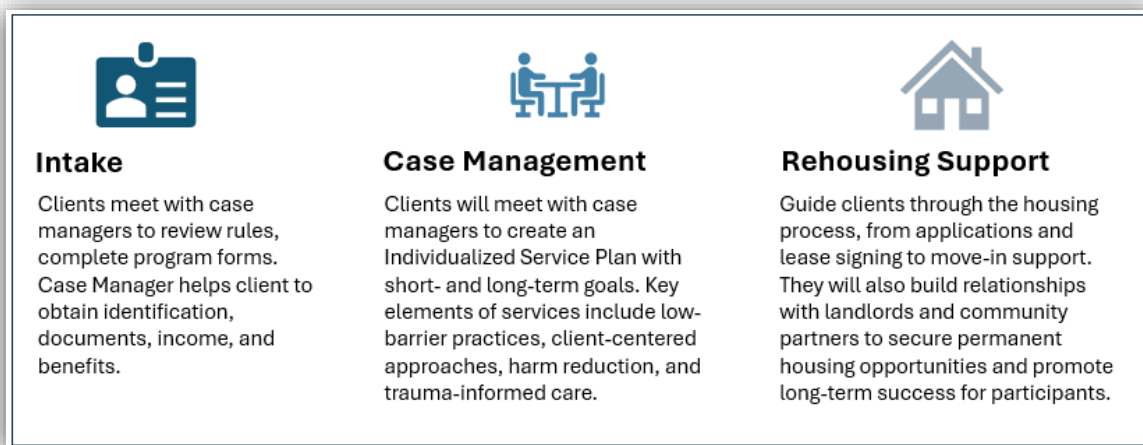 Intake
Clients meet with case
managers to review rules,
complete program forms.
Case Manager helps client to
obtain identification,
documents, income, and
benefits.
Case Management
Clients will meet with case
managers to create an
Individualized Service Plan with
short- and long-term goals. Key
elements of services include low-
barrier practices, client-centered
approaches, harm reduction, and
trauma-informed care.
Rehousing Support
Guide clients through the housing
process, from applications and
lease signing to move-in support.
They will also build relationships
with landlords and community
partners to secure permanent
housing opportunities and promote
long-term success for participants.